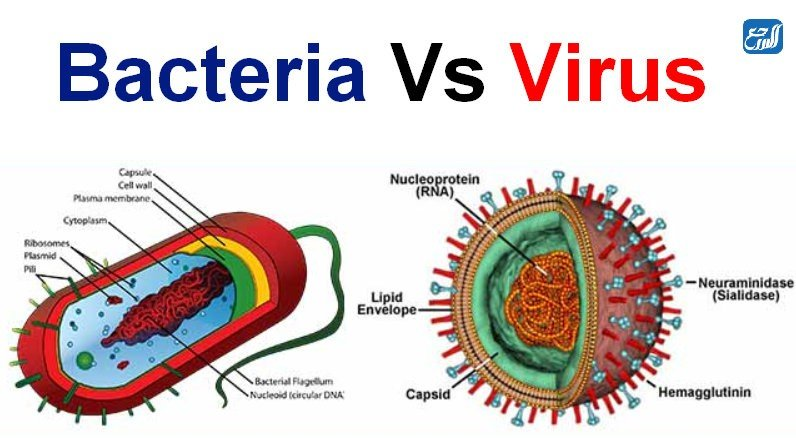 المرجع
Bacteria Vs Virus
Capsule
Cell wall
Plasma membrane
Cytoplasm
Ribosomes
Plasmid
Pili
Bacterial Flagellum
Nucleoid (circular DNA)
Nucleoprotein
(RNA)
Lipid
Envelope
Capsid
Neuraminidase
(Sialidase)
Hemagglutinin